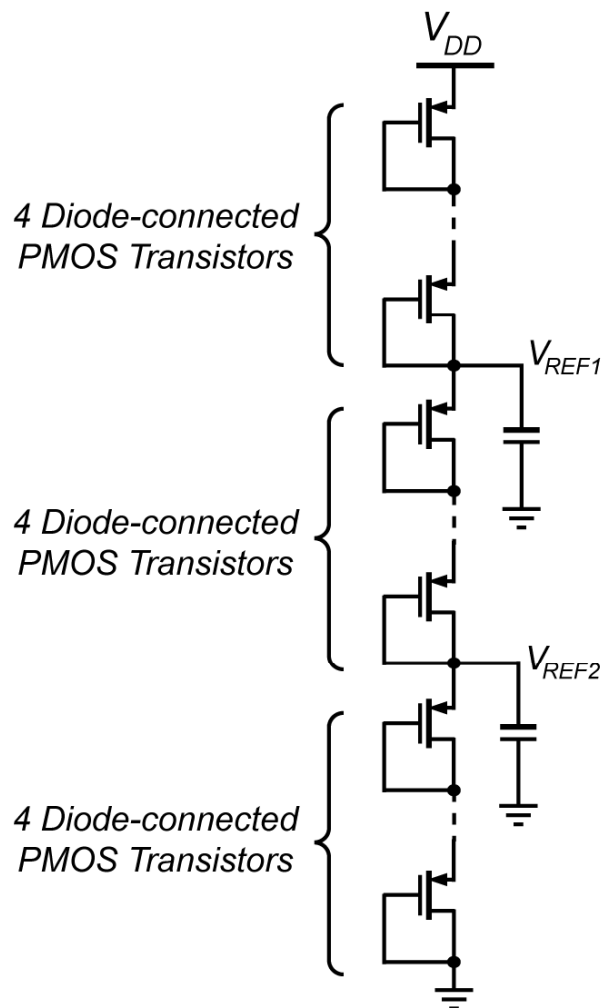 V_DD
4 Diode-connected
PMOS Transistors
V_REF1
4 Diode-connected
PMOS Transistors
V_REF2
4 Diode-connected
PMOS Transistors